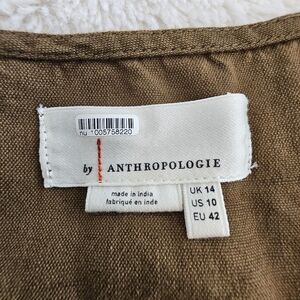 nu 1005758220
by ANTHROPOLOGIE
made in India
fabriqué en inde
UK 14
US 10
EU 42